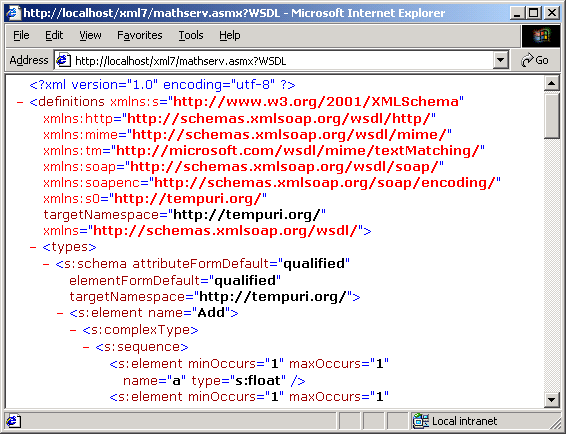 http://localhost/xml7/mathserv.asmx?WSDL - Microsoft Internet Explorer
File Edit View Favorites Tools Help
Address http://localhost/xml7/mathserv.asmx?WSDL Go
<?xml version="1.0" encoding="utf-8" ?>
- <definitions xmlns:s="http://www.w3.org/2001/XMLSchema"
xmlns:http="http://schemas.xmlsoap.org/wsdl/http/"
xmlns:mime="http://schemas.xmlsoap.org/wsdl/mime/"
xmlns:tm="http://microsoft.com/wsdl/mime/textMatching/"
xmlns:soap="http://schemas.xmlsoap.org/wsdl/soap/"
xmlns:soapenc="http://schemas.xmlsoap.org/soap/encoding/"
xmlns:s0="http://tempuri.org/"
targetNamespace="http://tempuri.org/"
xmlns="http://schemas.xmlsoap.org/wsdl/">
- <types>
- <s:schema attributeFormDefault="qualified"
elementFormDefault="qualified"
targetNamespace="http://tempuri.org/">
- <s:element name="Add">
- <s:complexType>
- <s:sequence>
<s:element minOccurs="1" maxOccurs="1"
name="a" type="s:float" />
<s:element minOccurs="1" maxOccurs="1"
Local intranet